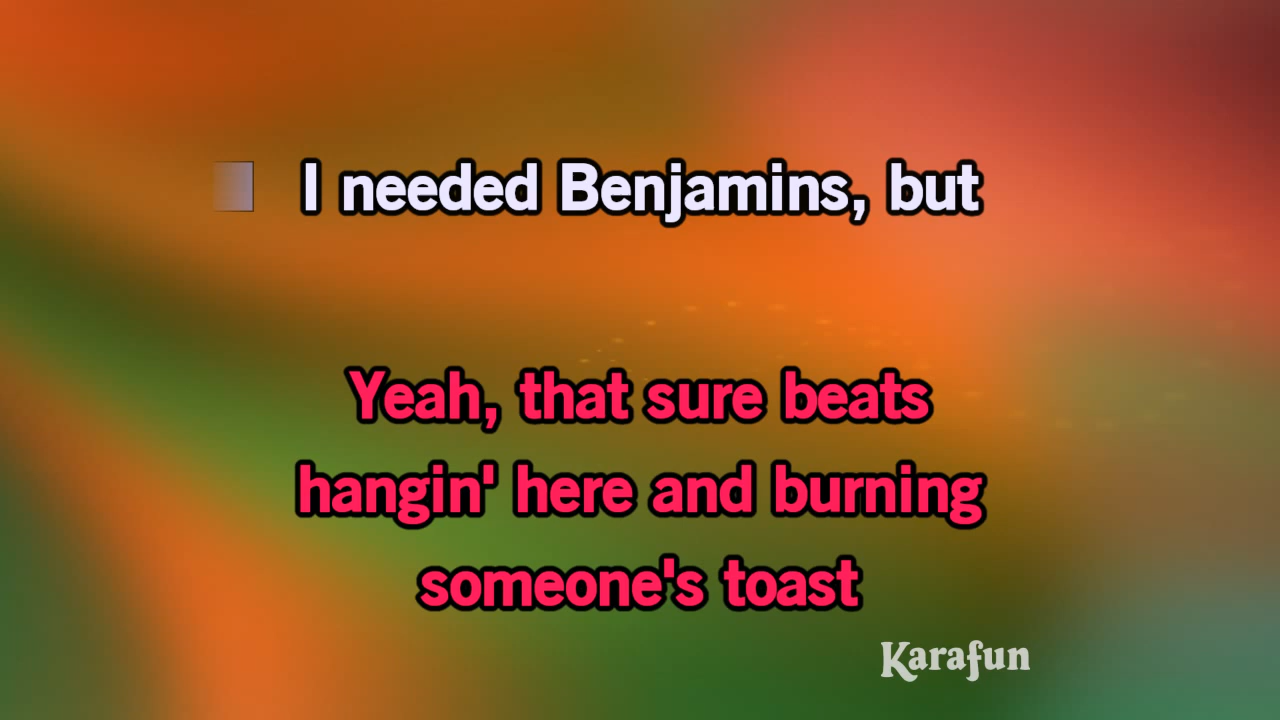 I needed Benjamins, but
Yeah, that sure beats
hangin' here and burning
someone's toast
Karafun